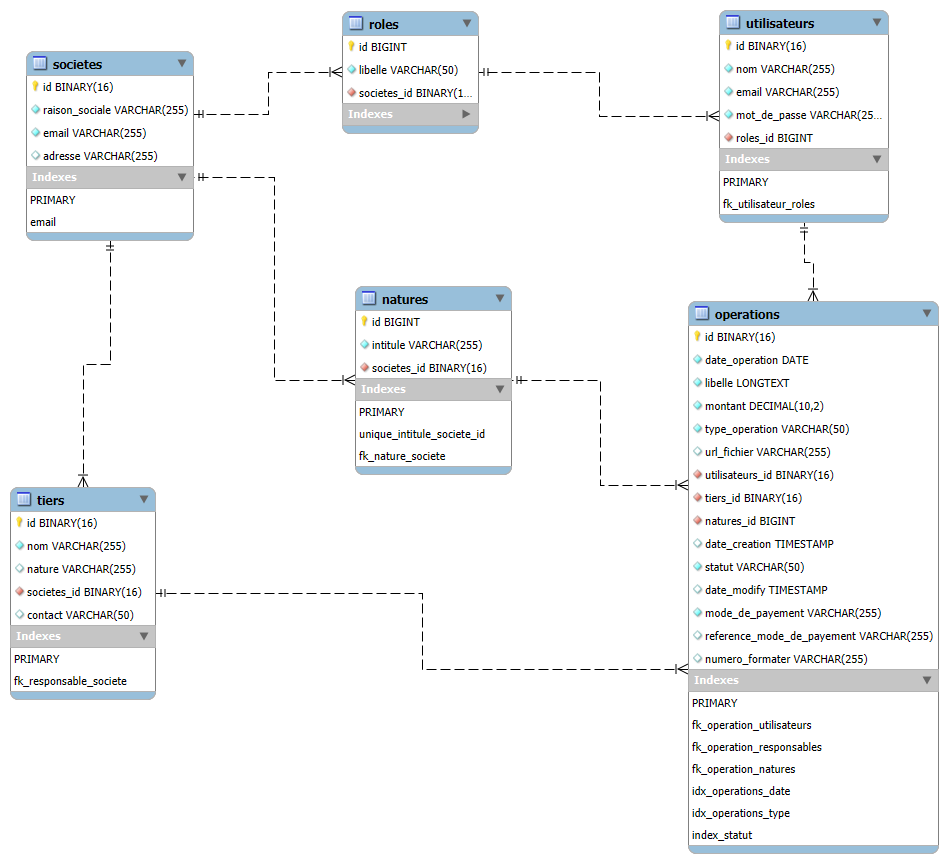 societes
id BINARY(16)
raison_sociale VARCHAR(255)
email VARCHAR(255)
adresse VARCHAR(255)
Indexes
PRIMARY
email
roles
id BIGINT
libelle VARCHAR(50)
societes_id BINARY(1...
Indexes
utilisateurs
id BINARY(16)
nom VARCHAR(255)
email VARCHAR(255)
mot_de_passe VARCHAR(25...
roles_id BIGINT
Indexes
PRIMARY
fk_utilisateur_roles
natures
id BIGINT
intitule VARCHAR(255)
societes_id BINARY(16)
Indexes
PRIMARY
unique_intitule_societe_id
fk_nature_societe
operations
id BINARY(16)
date_operation DATE
libelle LONGTEXT
montant DECIMAL(10,2)
type_operation VARCHAR(50)
url_fichier VARCHAR(255)
utilisateurs_id BINARY(16)
tiers_id BINARY(16)
natures_id BIGINT
date_creation TIMESTAMP
statut VARCHAR(50)
date_modify TIMESTAMP
mode_de_payement VARCHAR(255)
reference_mode_de_payement VARCHAR(255)
numero_formater VARCHAR(255)
Indexes
PRIMARY
fk_operation_utilisateurs
fk_operation_responsables
fk_operation_natures
idx_operations_date
idx_operations_type
index_statut
tiers
id BINARY(16)
nom VARCHAR(255)
nature VARCHAR(255)
societes_id BINARY(16)
contact VARCHAR(50)
Indexes
PRIMARY
fk_responsable_societe